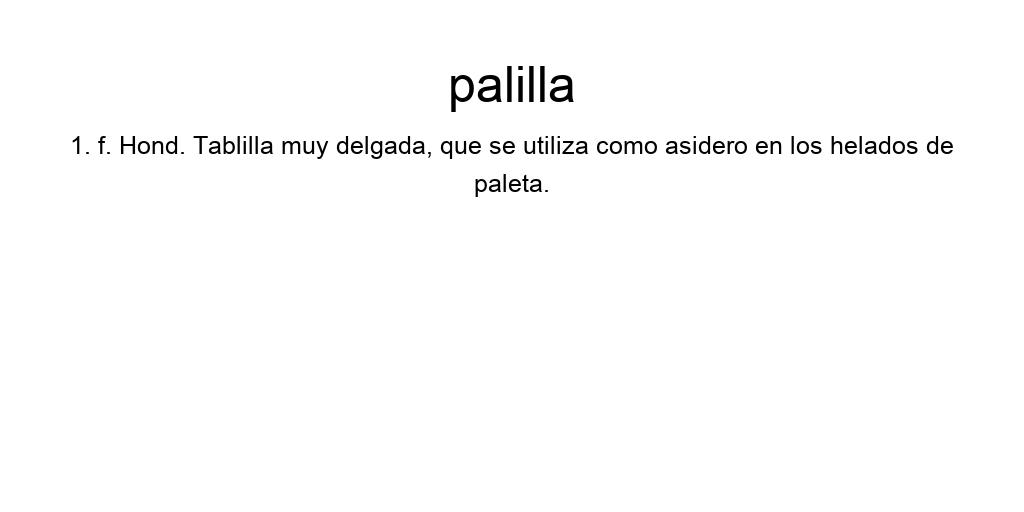 palilla
1. f. Hond. Tablilla muy delgada, que se utiliza como asidero en los helados de
paleta.